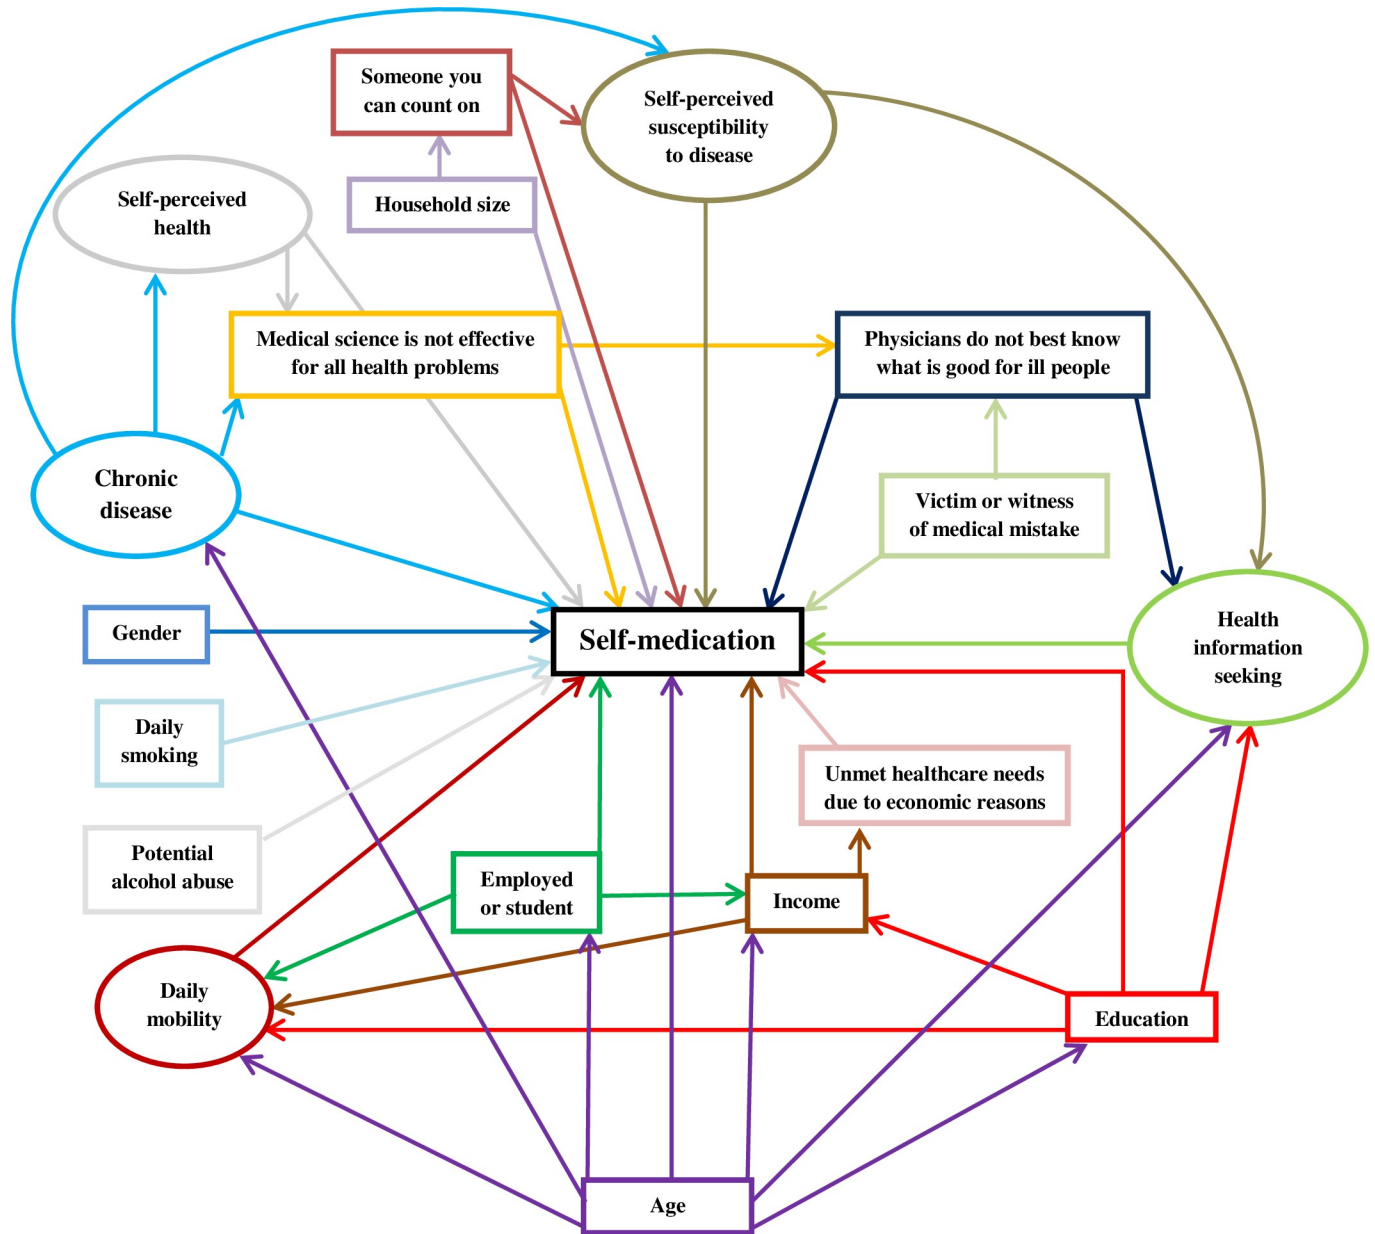 Someone you
can count on
Self-perceived
susceptibility
to disease
Self-perceived
health
Household size
Medical science is not effective
for all health problems
Physicians do not best know
what is good for ill people
Chronic
disease
Victim or witness
of medical mistake
Gender
Self-medication
Health
information
seeking
Daily
smoking
Unmet healthcare needs
due to economic reasons
Potential
alcohol abuse
Employed
or student
Income
Daily
mobility
Education
Age